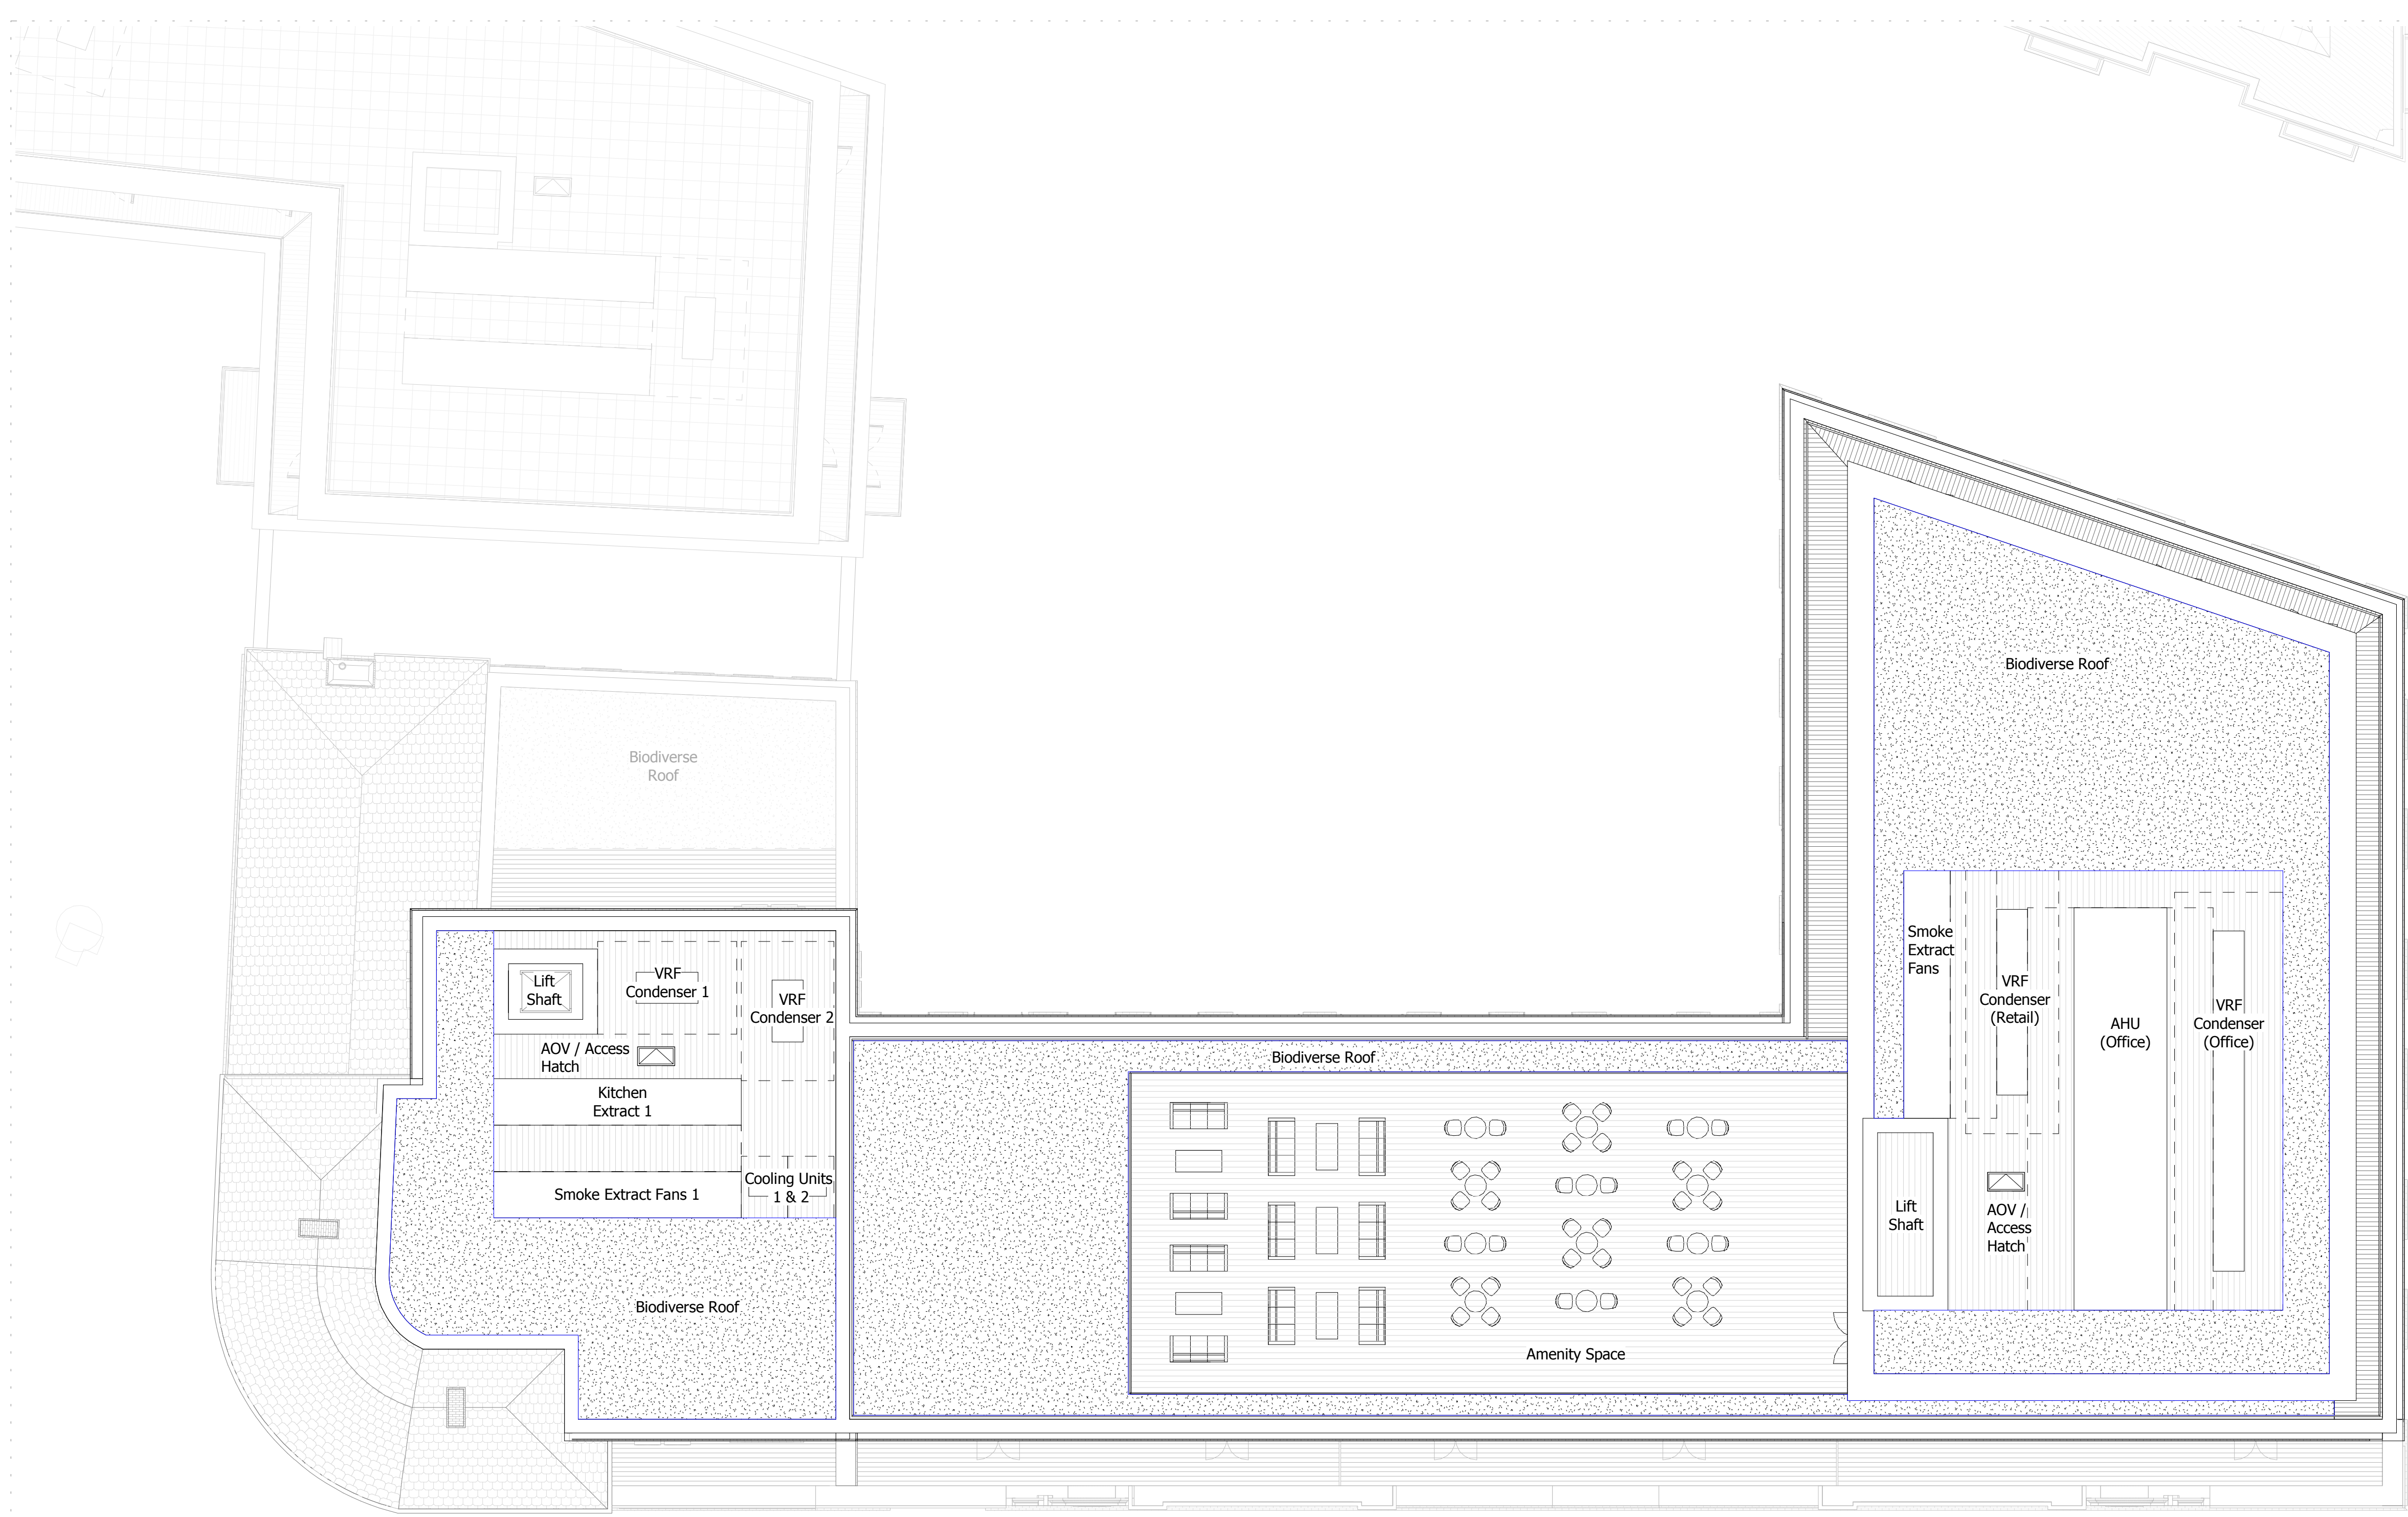 Biodiverse Roof
Biodiverse
Roof
Smoke
Extract
Fans
VRF
Condenser
(Retail)
AHU
(Office)
VRF
Condenser
(Office)
Lift
Shaft
VRF
Condenser 1
VRF
Condenser 2
AOV / Access
Hatch
Kitchen
Extract 1
Cooling Units
1 & 2
Smoke Extract Fans 1
Biodiverse Roof
Biodiverse Roof
Amenity Space
Lift
Shaft
AOV /
Access
Hatch